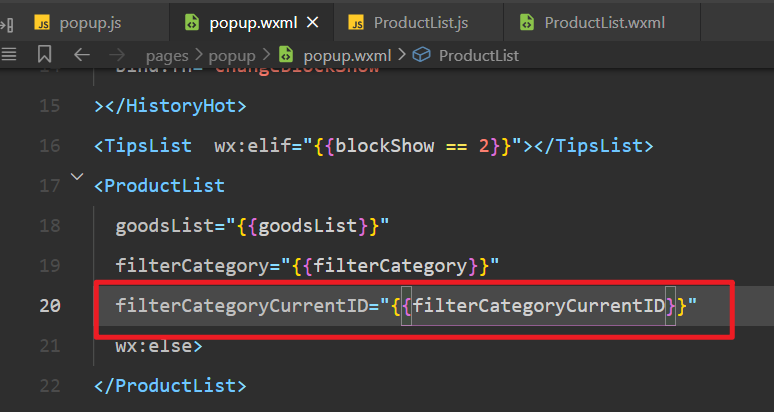 popup.js
popup.wxml
ProductList.js
ProductList.wxml
pages > popup > popup.wxml > ProductList
15 ></HistoryHot>
16 <TipsList  wx:elif="{{blockShow == 2}}"></TipsList>
17 <ProductList
18 goodsList="{{goodsList}}"
19 filterCategory="{{filterCategory}}"
20 filterCategoryCurrentID="{{filterCategoryCurrentID}}"
21 wx:else>
22 </ProductList>